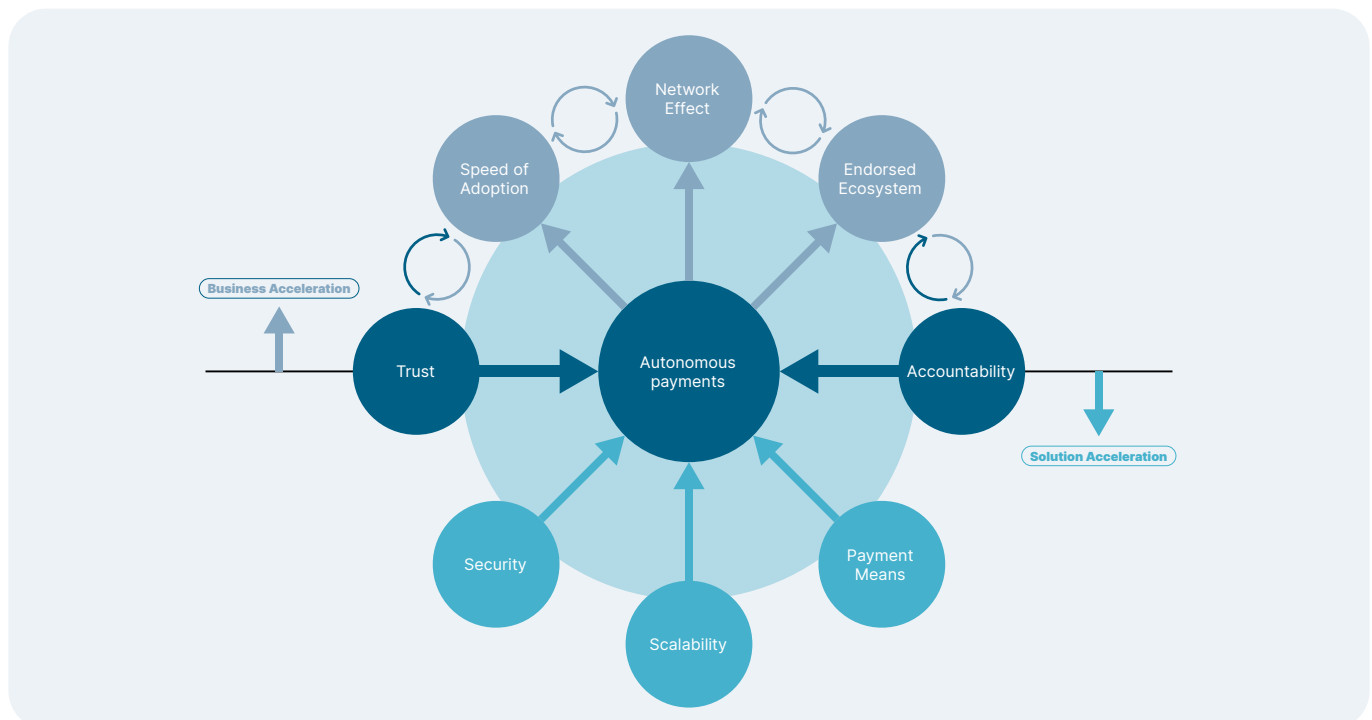 Network
Effect
Speed of
Adoption
Endorsed
Ecosystem
Business Acceleration
Trust
Autonomous
payments
Accountability
Solution Acceleration
Security
Payment
Means
Scalability